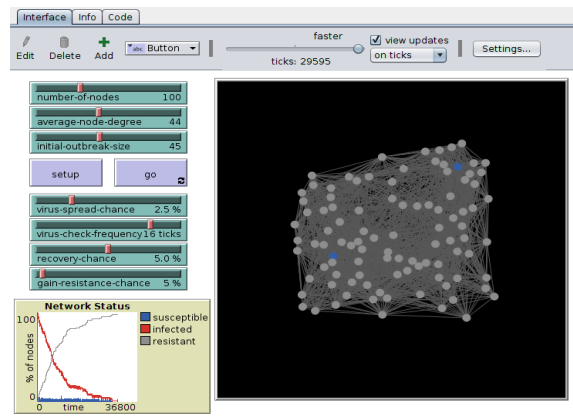 Interface Info Code
Edit Delete Add abc Button faster view updates on ticks Settings...
ticks: 29595
number-of-nodes 100
average-node-degree 44
initial-outbreak-size 45
setup go
virus-spread-chance 2.5 %
virus-check-frequency 16 ticks
recovery-chance 5.0 %
gain-resistance-chance 5 %
Network Status
% of nodes
100
0
0 time 36800
susceptible
infected
resistant